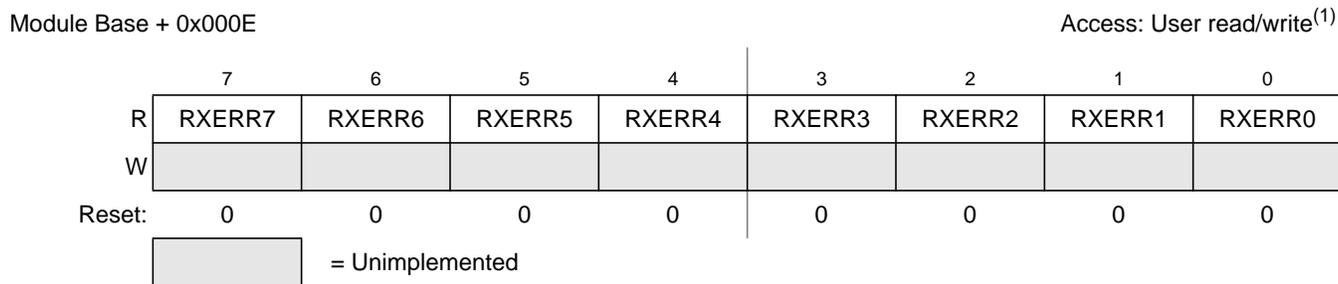 Module Base + 0x000E Access: User read/write(1)
7 6 5 4 3 2 1 0
R RXERR7 RXERR6 RXERR5 RXERR4 RXERR3 RXERR2 RXERR1 RXERR0
W
Reset: 0 0 0 0 0 0 0 0
= Unimplemented